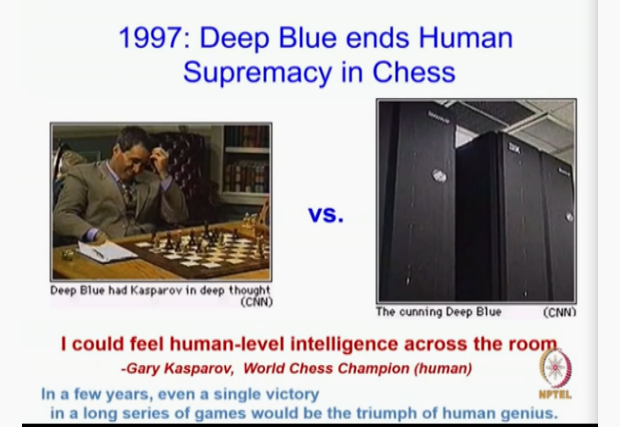 1997: Deep Blue ends Human
Supremacy in Chess
vs.
IBM
Deep Blue had Kasparov in deep thought
(CNN)
The cunning Deep Blue (CNN)
I could feel human-level intelligence across the room
-Gary Kasparov, World Chess Champion (human)
NPTEL
In a few years, even a single victory
in a long series of games would be the triumph of human genius.